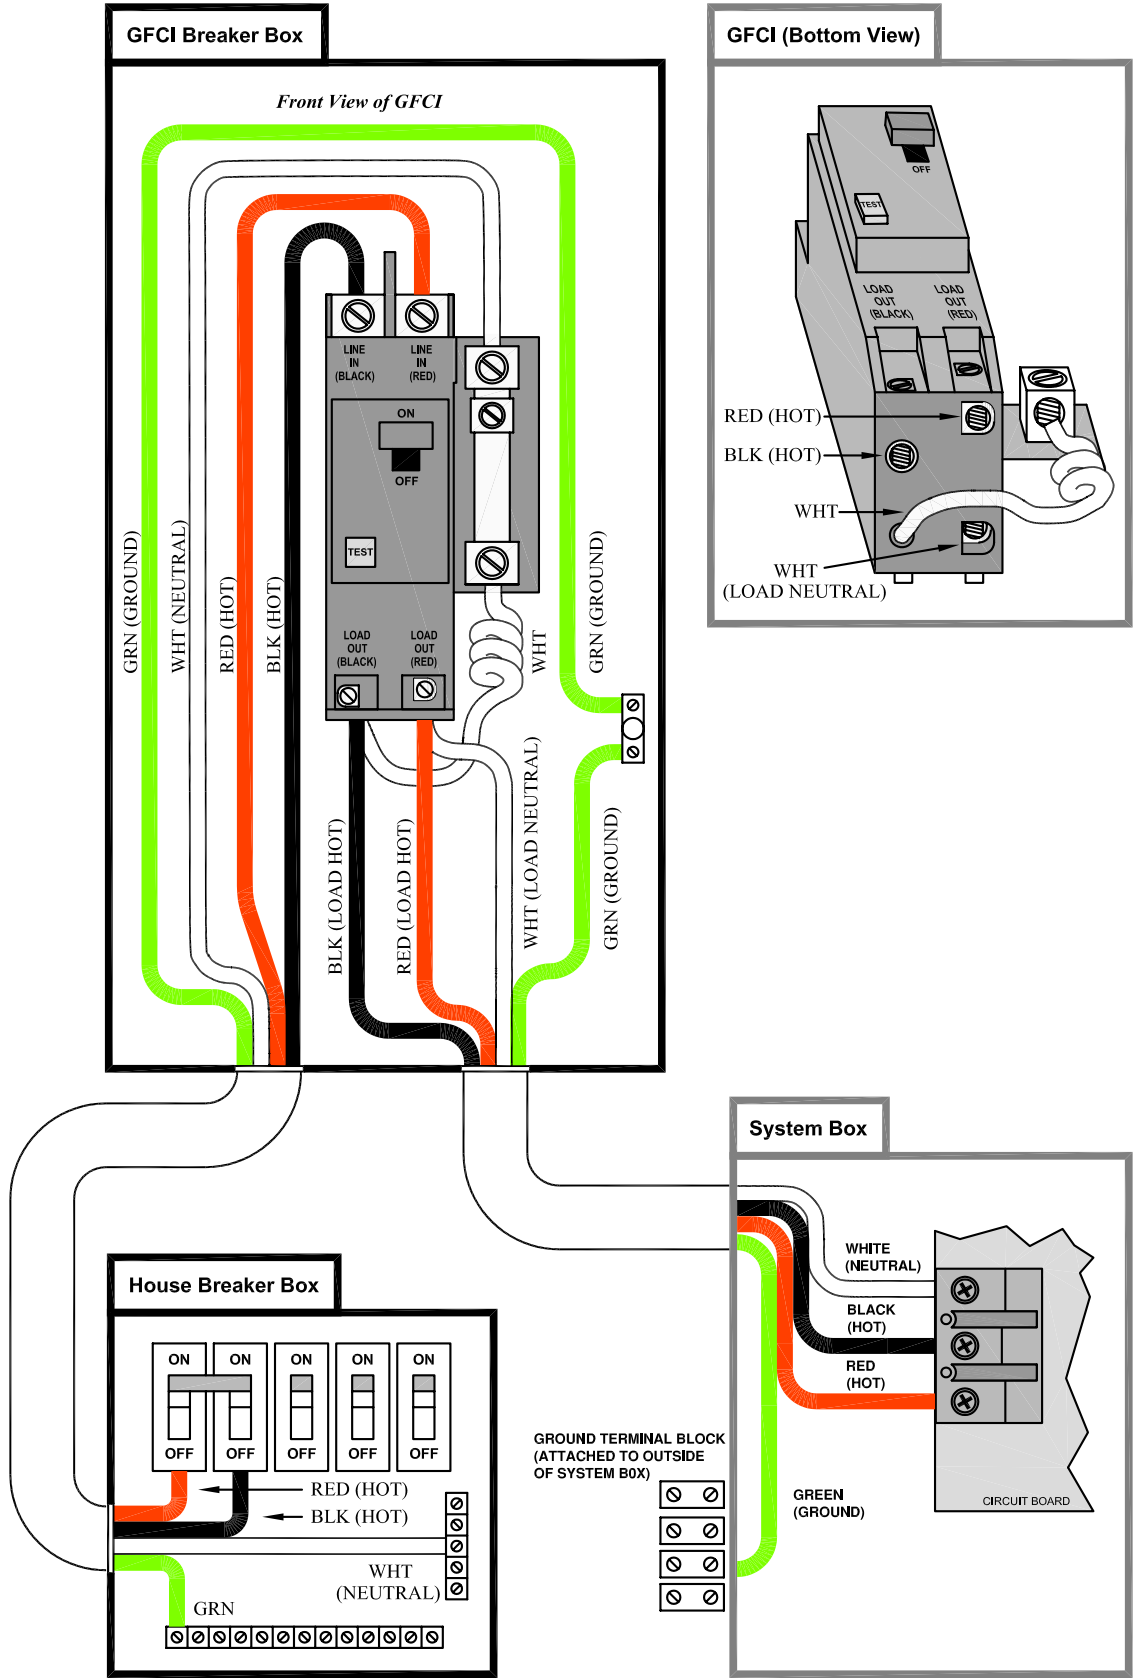 GFCI Breaker Box
Front View of GFCI
LINE
IN
(BLACK)
LINE
IN
(RED)
ON
OFF
TEST
LOAD
OUT
(BLACK)
LOAD
OUT
(RED)
GRN (GROUND)
WHT (NEUTRAL)
RED (HOT)
BLK (HOT)
WHT
GRN (GROUND)
BLK (LOAD HOT)
RED (LOAD HOT)
WHT (LOAD NEUTRAL)
GRN (GROUND)
GFCI (Bottom View)
OFF
TEST
LOAD
OUT
(BLACK)
LOAD
OUT
(RED)
RED (HOT)
BLK (HOT)
WHT
WHT
(LOAD NEUTRAL)
System Box
WHITE
(NEUTRAL)
BLACK
(HOT)
RED
(HOT)
GREEN
(GROUND)
CIRCUIT BOARD
GROUND TERMINAL BLOCK
(ATTACHED TO OUTSIDE
OF SYSTEM B0X)
House Breaker Box
ON ON ON ON ON
OFF OFF OFF OFF OFF
RED (HOT)
BLK (HOT)
WHT
(NEUTRAL)
GRN